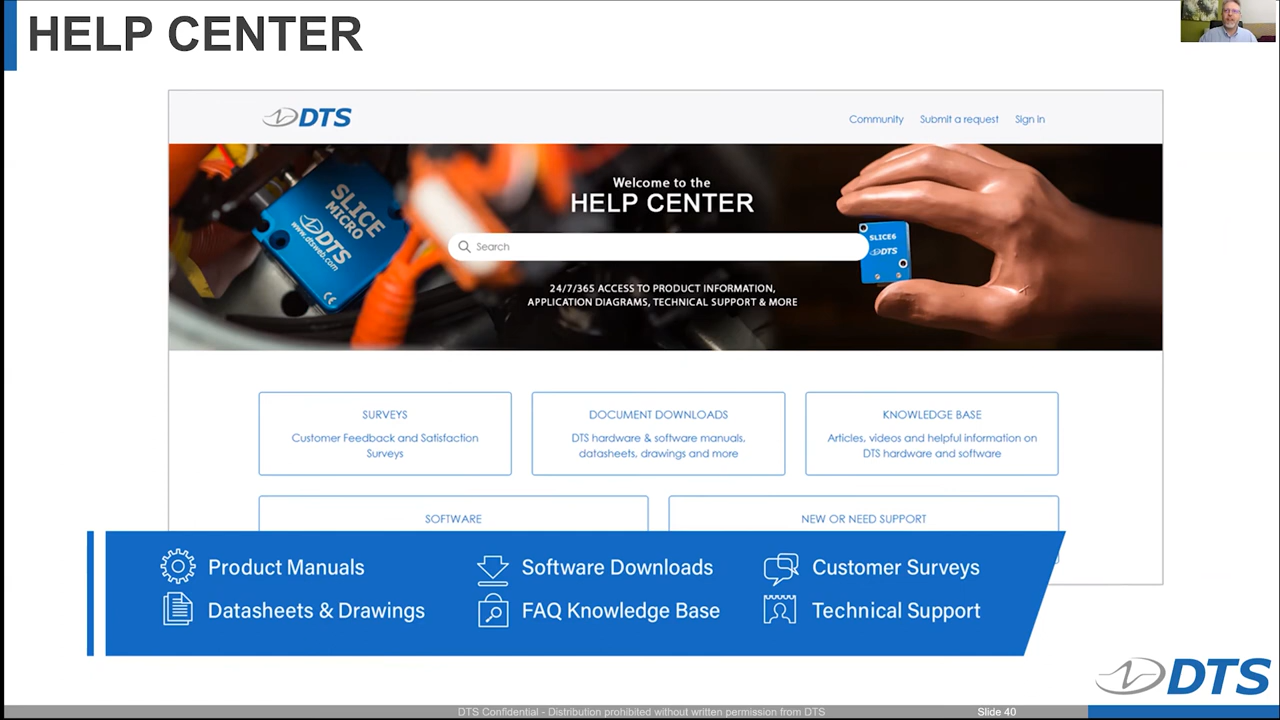 HELP CENTER
DTS
Community
Submit a request
Sign in
SLICE
MICRO
DTS
www.dtsweb.com
CE
Welcome to the
HELP CENTER
Search
24/7/365 ACCESS TO PRODUCT INFORMATION,
APPLICATION DIAGRAMS, TECHNICAL SUPPORT & MORE
SLICE6
DTS
SURVEYS
Customer Feedback and Satisfaction
Surveys
DOCUMENT DOWNLOADS
DTS hardware & software manuals,
datasheets, drawings and more
KNOWLEDGE BASE
Articles, videos and helpful information on
DTS hardware and software
SOFTWARE
NEW OR NEED SUPPORT
Product Manuals
Software Downloads
Customer Surveys
Datasheets & Drawings
FAQ Knowledge Base
Technical Support
DTS
DTS Confidential - Distribution prohibited without written permission from DTS
Slide 40